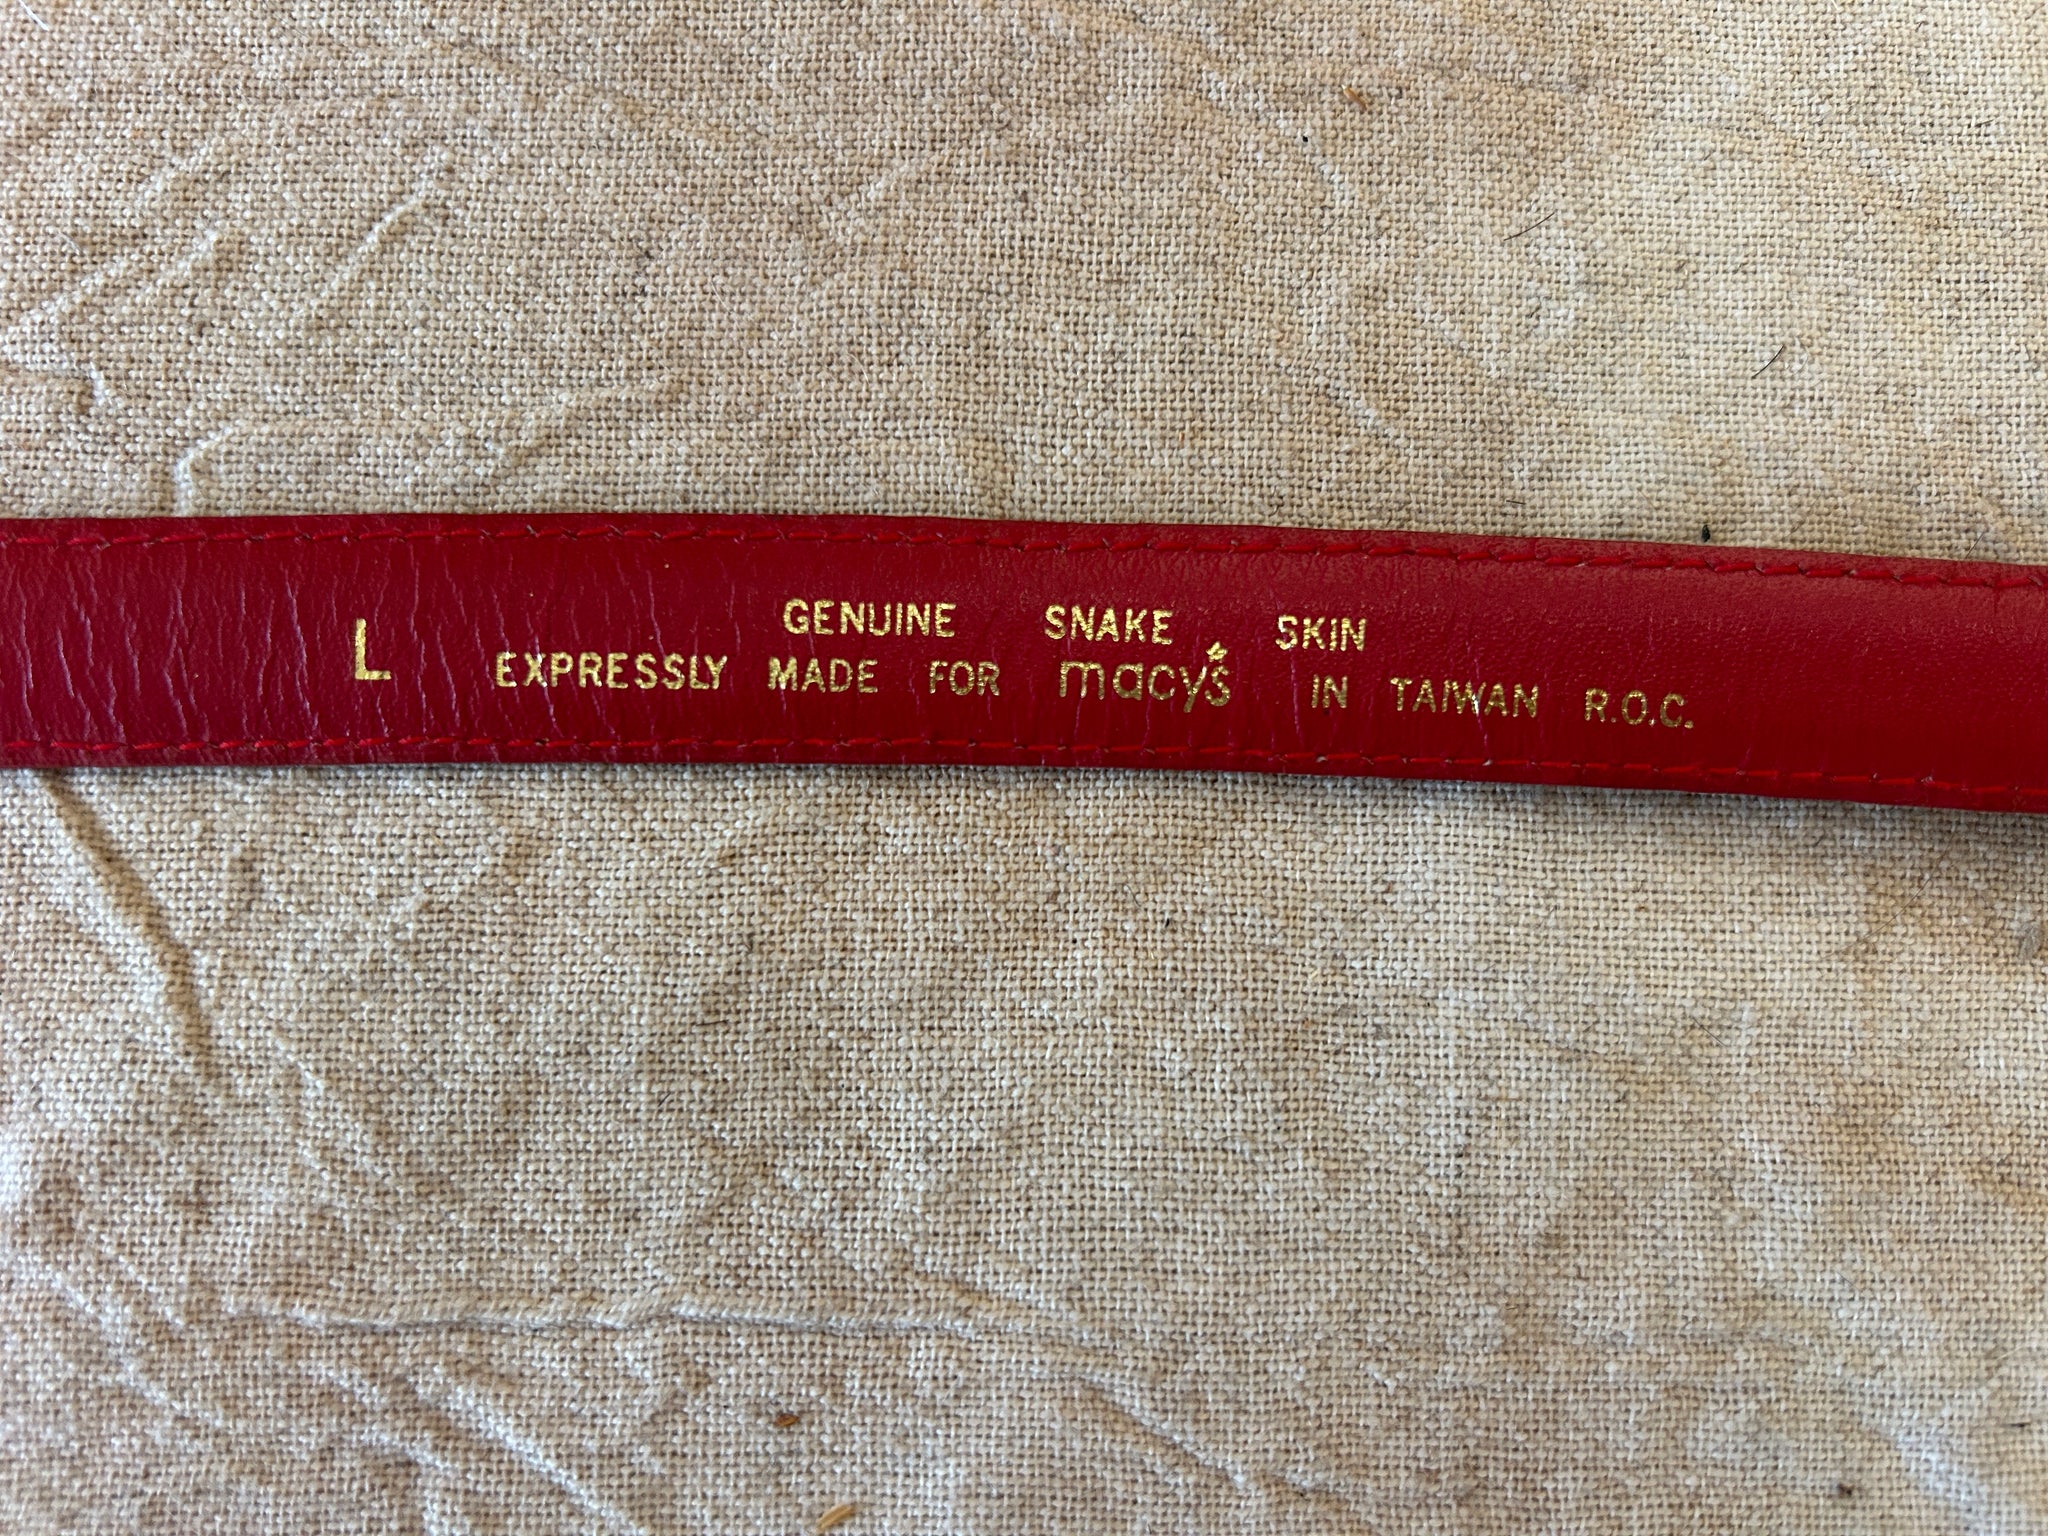 L
GENUINE SNAKE SKIN
EXPRESSLY MADE FOR macy's IN TAIWAN R.O.C.